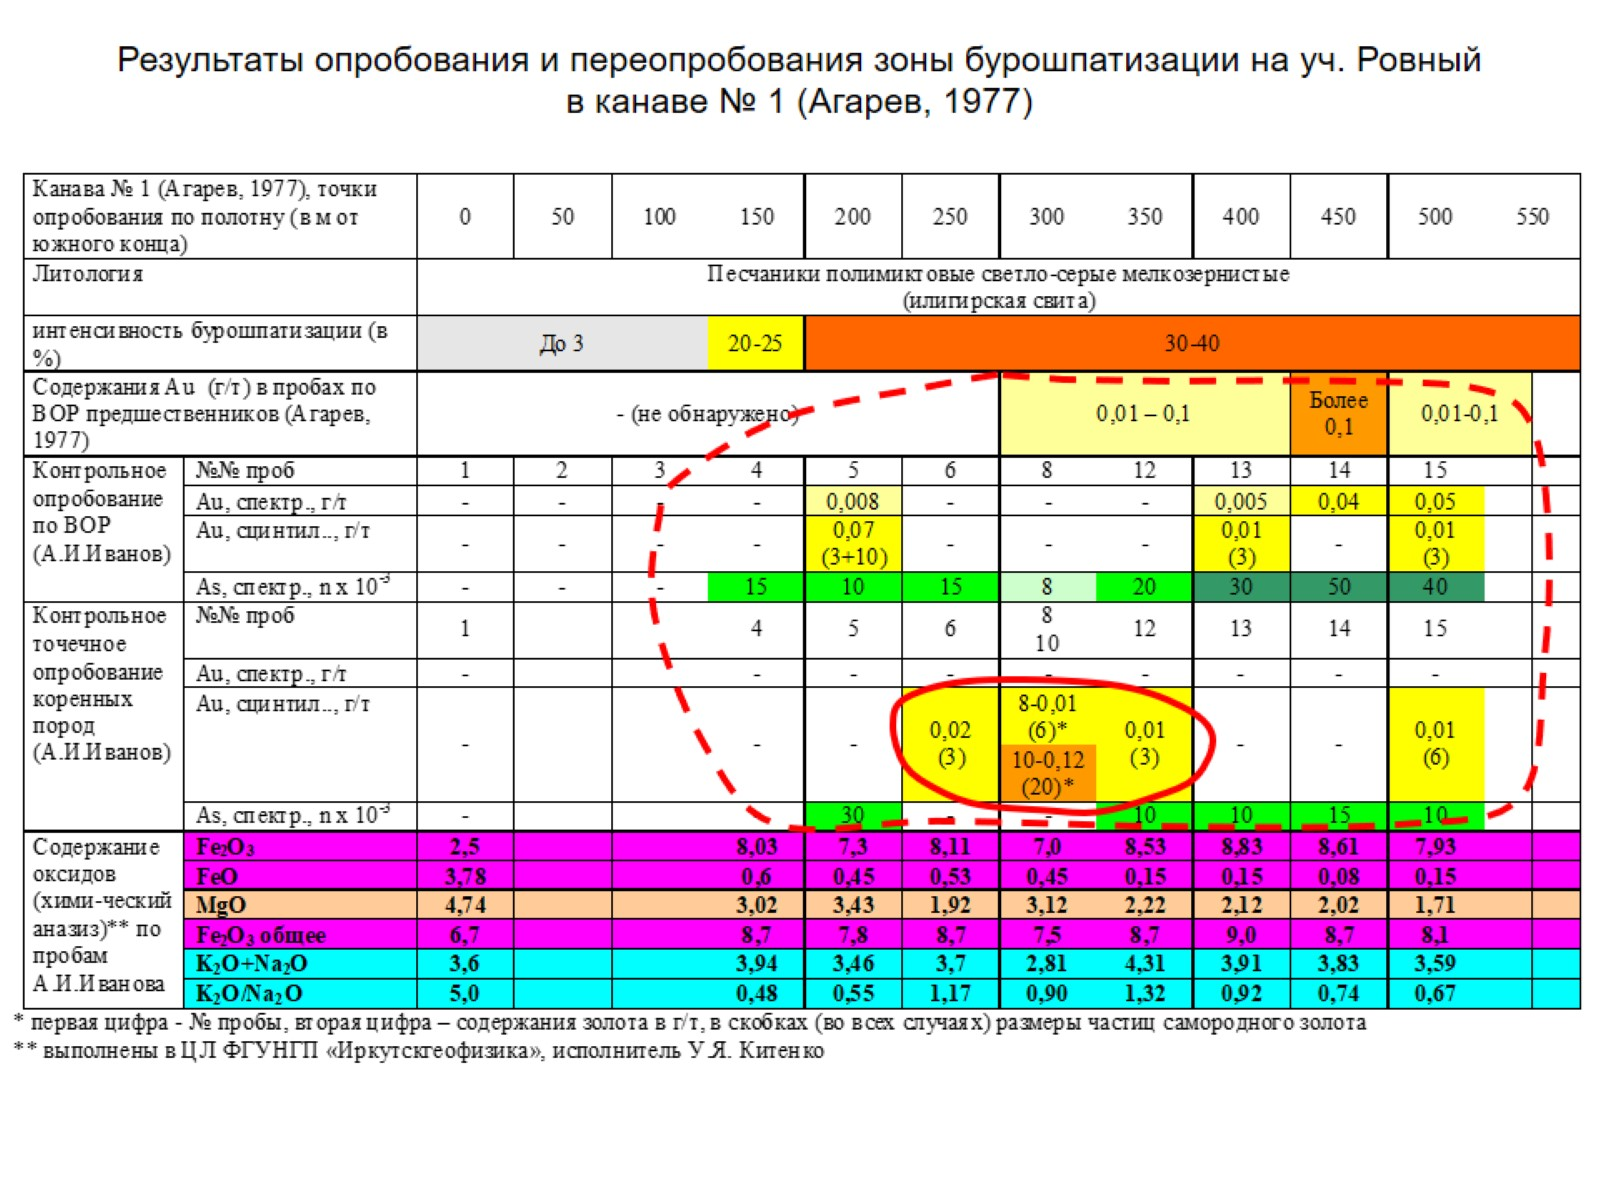 Результаты опробования и переопробования зоны бурошпатизации на уч. Ровный
в канаве № 1 (Агарев, 1977)
Канава № 1 (Агарев, 1977), точки
опробования по полотну (в м от
южного конца)
0 50 100 150 200 250 300 350 400 450 500 550
Литология
Песчаники полимиктовые светло-серые мелкозернистые
(илигирская свита)
интенсивность бурошпатизации (в
%)
До 3 20-25 30-40
Содержания Au (г/т) в пробах по
ВОР предшественников (Агарев,
1977)
- (не обнаружено) 0,01 – 0,1
Более
0,1
0,01-0,1
Контрольное
опробование
по ВОР
(А.И.Иванов)
№№ проб 1 2 3 4 5 6 8 12 13 14 15
Au, спектр., г/т - - - - 0,008 - - - 0,005 0,04 0,05
Au, сцинтил.., г/т - - - - 0,07 - - - 0,01 - 0,01
(3+10) (3) (3)
As, спектр., n x 10-3 - - - 15 10 15 8 20 30 50 40
Контрольное
точечное
опробование
коренных
пород
(А.И.Иванов)
№№ проб 1 4 5 6 8 12 13 14 15
10
Au, спектр., г/т - - - - - - - - -
Au, сцинтил.., г/т - - - 0,02 8-0,01 0,01 - - 0,01
(3) (6)* (3) (6)
10-0,12
(20)*
As, спектр., n x 10-3 - 30 - - 10 10 15 10
Содержание
оксидов
(хими-ческий
аназиз)** по
пробам
А.И.Иванова
Fe2O3 2,5 8,03 7,3 8,11 7,0 8,53 8,83 8,61 7,93
FeO 3,78 0,6 0,45 0,53 0,45 0,15 0,15 0,08 0,15
MgO 4,74 3,02 3,43 1,92 3,12 2,22 2,12 2,02 1,71
Fe2O3 общее 6,7 8,7 7,8 8,7 7,5 8,7 9,0 8,7 8,1
K2O+Na2O 3,6 3,94 3,46 3,7 2,81 4,31 3,91 3,83 3,59
K2O/Na2O 5,0 0,48 0,55 1,17 0,90 1,32 0,92 0,74 0,67
* первая цифра - № пробы, вторая цифра – содержания золота в г/т, в скобках (во всех случаях) размеры частиц самородного золота
** выполнены в ЦЛ ФГУНГП «Иркутскгеофизика», исполнитель У.Я. Китенко